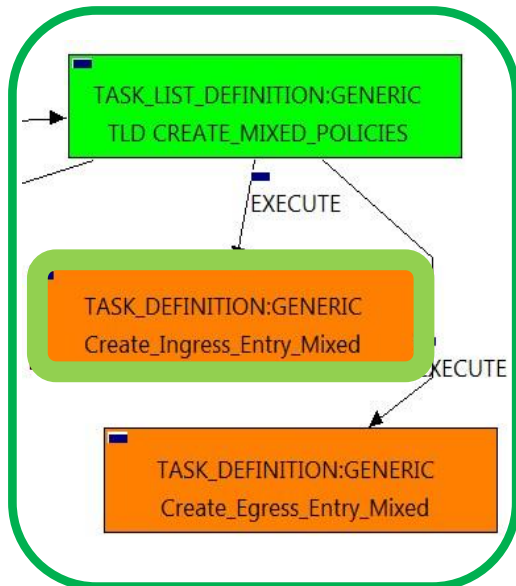 TASK_LIST_DEFINITION:GENERIC
TLD CREATE_MIXED_POLICIES
EXECUTE
TASK_DEFINITION:GENERIC
Create_Ingress_Entry_Mixed
EXECUTE
TASK_DEFINITION:GENERIC
Create_Egress_Entry_Mixed